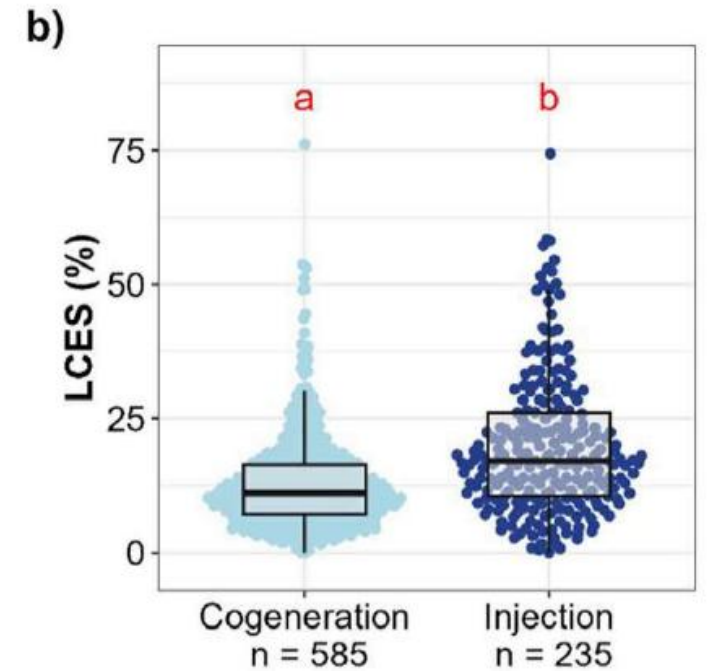 b)
a b
75
50
25
0
LCES (%)
Cogeneration Injection
n = 585 n = 235